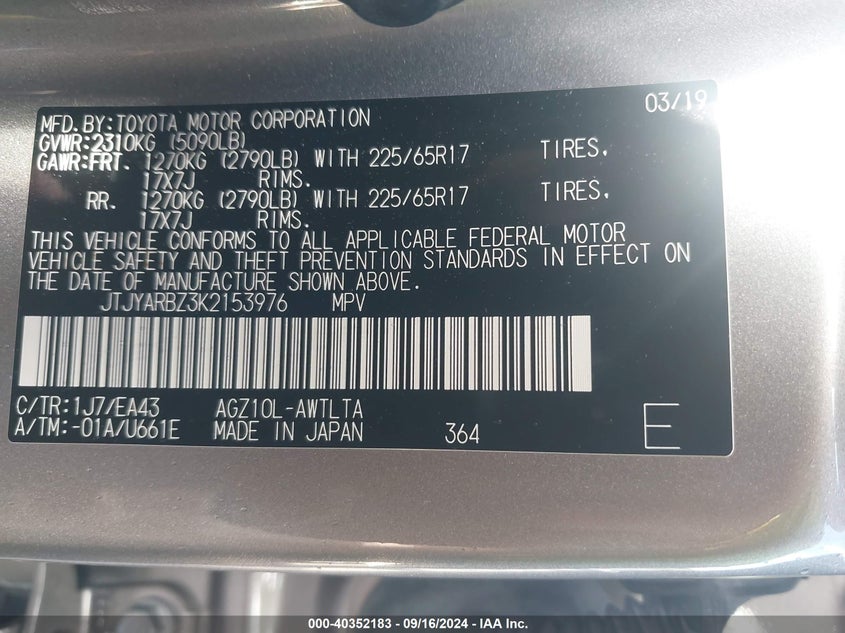 03/19
MFD. BY:TOYOTA MOTOR CORPORATION
GVWR:2310KG (5090LB)
GAWR:FRT. 1270KG (2790LB) WITH 225/65R17 TIRES,
17X7J RIMS.
RR. 1270KG (2790LB) WITH 225/65R17 TIRES,
17X7J RIMS.
THIS VEHICLE CONFORMS TO ALL APPLICABLE FEDERAL MOTOR
VEHICLE SAFETY AND THEFT PREVENTION STANDARDS IN EFFECT ON
THE DATE OF MANUFACTURE SHOWN ABOVE.
JTJYARBZ3K2153976 MPV
C/TR:1J7/EA43 AGZ10L-AWTLTA
A/TM:-01A/U661E MADE IN JAPAN 364 E
000-40352183 - 09/16/2024 - IAA Inc.